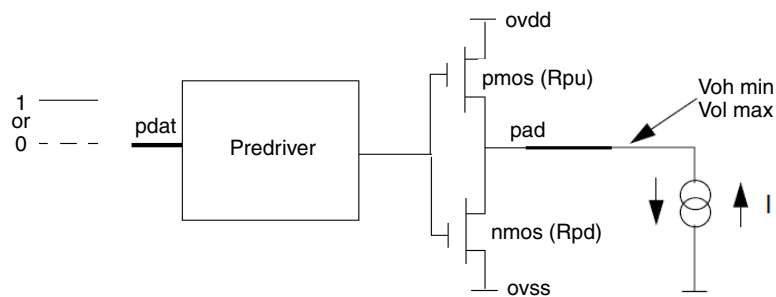 ovdd
pmos (Rpu)
1
or
0
pdat
Predriver
pad
Voh min
Vol max
I
nmos (Rpd)
ovss